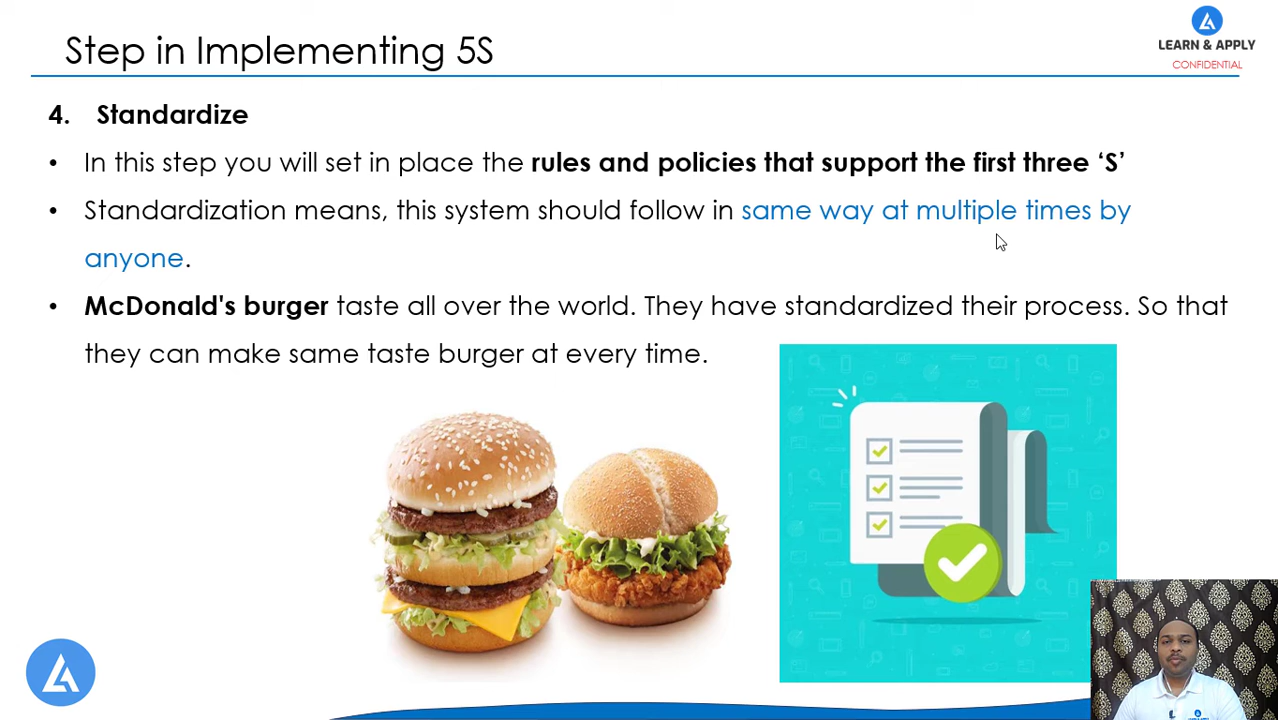 Step in Implementing 5S
LEARN & APPLY
CONFIDENTIAL
4. Standardize
• In this step you will set in place the rules and policies that support the first three ‘S’
• Standardization means, this system should follow in same way at multiple times by
anyone.
• McDonald's burger taste all over the world. They have standardized their process. So that
they can make same taste burger at every time.